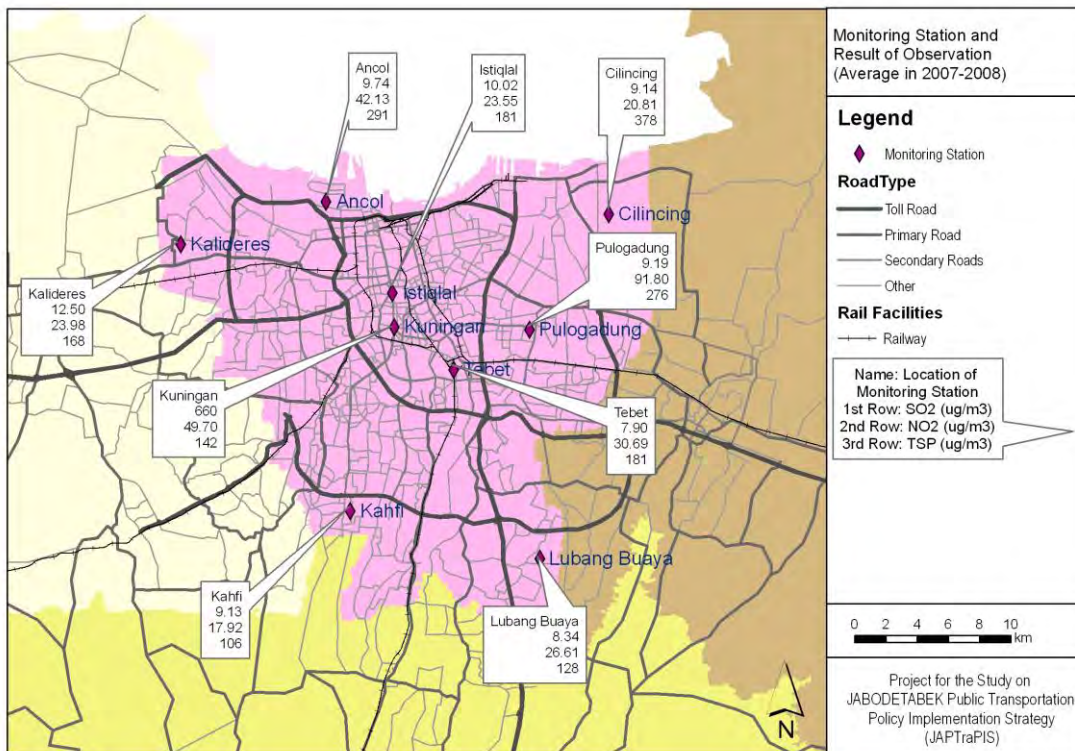 Monitoring Station and
Result of Observation
(Average in 2007-2008)
Legend
Monitoring Station
RoadType
Toll Road
Primary Road
Secondary Roads
Other
Rail Facilities
Railway
Name: Location of
Monitoring Station
1st Row: SO2 (ug/m3)
2nd Row: NO2 (ug/m3)
3rd Row: TSP (ug/m3)
0 2 4 6 8 10
km
Project for the Study on
JABODETABEK Public Transportation
Policy Implementation Strategy
(JAPTraPIS)
Ancol
9.74
42.13
291
Istiqlal
10.02
23.55
181
Cilincing
9.14
20.81
378
Ancol
Cilincing
Kalideres
Pulogadung
9.19
91.80
276
Kalideres
12.50
23.98
168
Istiqlal
Kuningan
Pulogadung
Tebet
Kuningan
660
49.70
142
Tebet
7.90
30.69
181
Kahfi
Lubang Buaya
Kahfi
9.13
17.92
106
Lubang Buaya
8.34
26.61
128
N